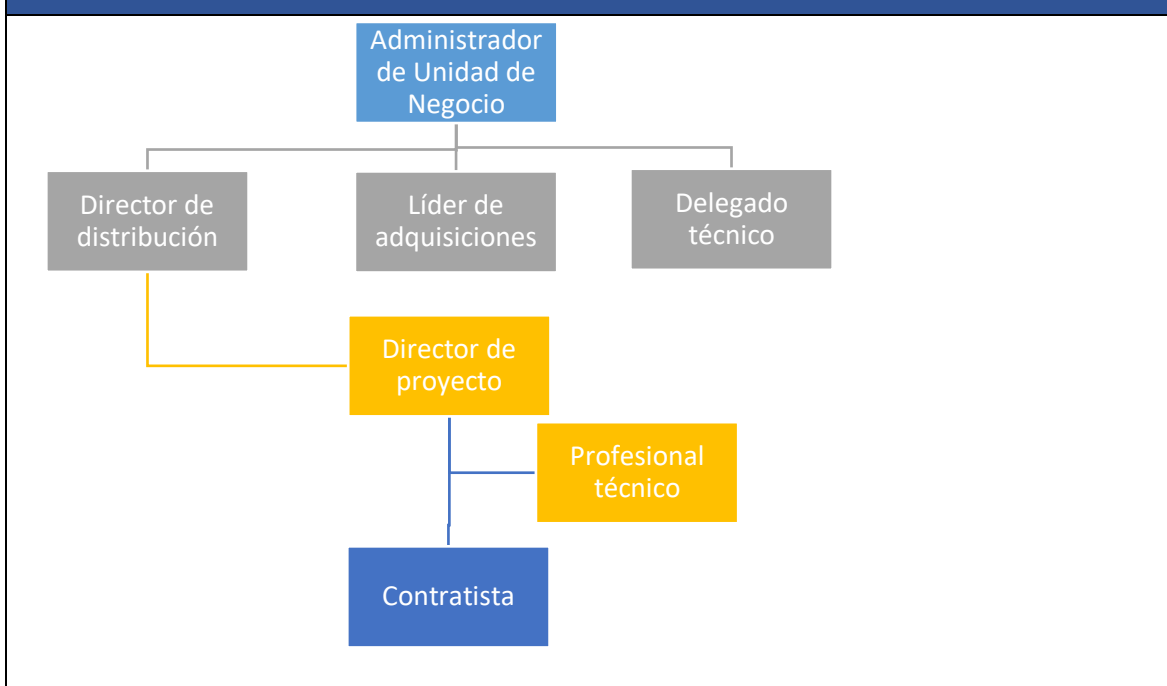 Administrador
de Unidad de
Negocio
Director de
distribución
Líder de
adquisiciones
Delegado
técnico
Director de
proyecto
Profesional
técnico
Contratista